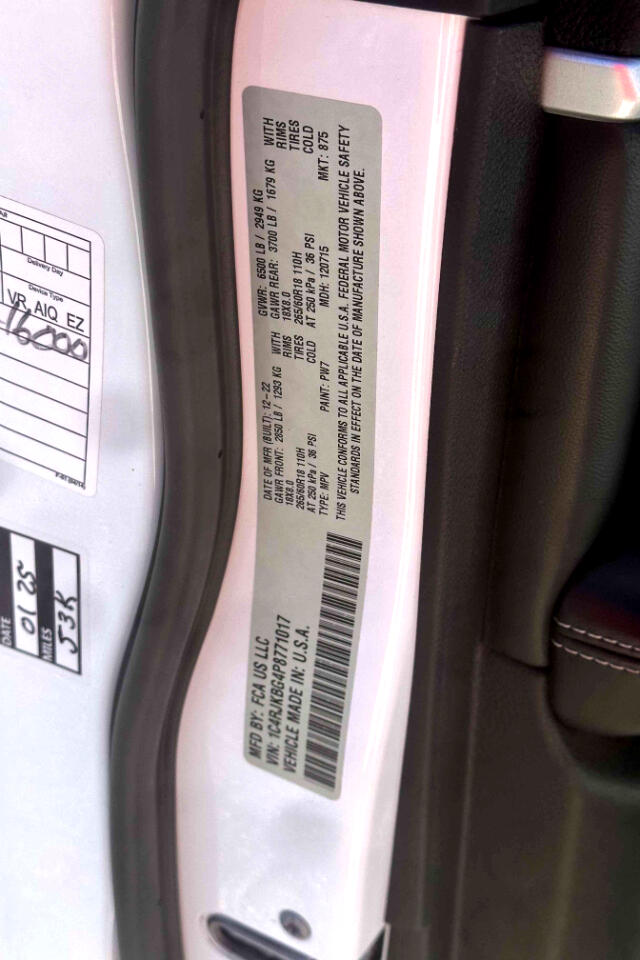 MFD BY: FCA US LLC
VIN: 1C4RJKBG4P8771017
VEHICLE MADE IN: U.S.A.
DATE OF MFR (BUILT): 12-22
GVWR: 6500 LB / 2949 KG
GAWR FRONT: 2850 LB / 1293 KG WITH
GAWR REAR: 3700 LB / 1679 KG WITH
18X8.0 RIMS
18X8.0 RIMS
265/60R18 110H TIRES
265/60R18 110H TIRES
AT 250 kPa / 36 PSI COLD
AT 250 kPa / 36 PSI COLD
TYPE: MPV PAINT: PW7 MDH: 120715 MKT: 875
THIS VEHICLE CONFORMS TO ALL APPLICABLE U.S.A. FEDERAL MOTOR VEHICLE SAFETY
STANDARDS IN EFFECT ON THE DATE OF MANUFACTURE SHOWN ABOVE.
Delivery Day
Device Type
VR AIQ EZ
DATE 01 25
MILES 53K